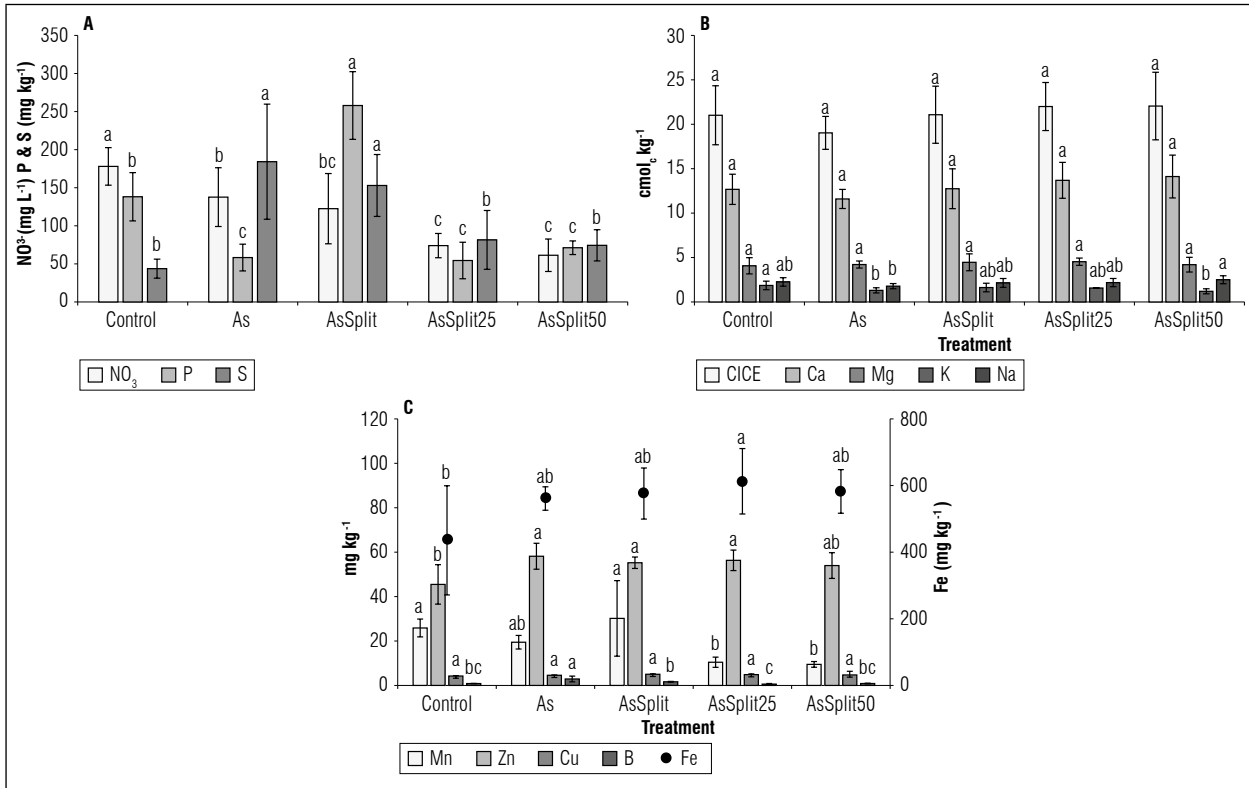 A
NO³⁻(mg L⁻¹) P & S (mg kg⁻¹)
350
300
250
200
150
100
50
0
a b b
b c a
bc a a
c c b
c c b
Control As AsSplit AsSplit25 AsSplit50
NO₃ P S
B
cmol꜀ kg⁻¹
30
25
20
15
10
5
0
a a a a ab
a a a b b
a a a ab ab
a a a ab ab
a a a b a
Control As AsSplit AsSplit25 AsSplit50
Treatment
CICE Ca Mg K Na
C
mg kg⁻¹
120
100
80
60
40
20
0
Fe (mg kg⁻¹)
800
600
400
200
0
a b a bc b
ab a a a ab
a a a b ab
b a a c a
b ab a bc ab
Control As AsSplit AsSplit25 AsSplit50
Treatment
Mn Zn Cu B Fe